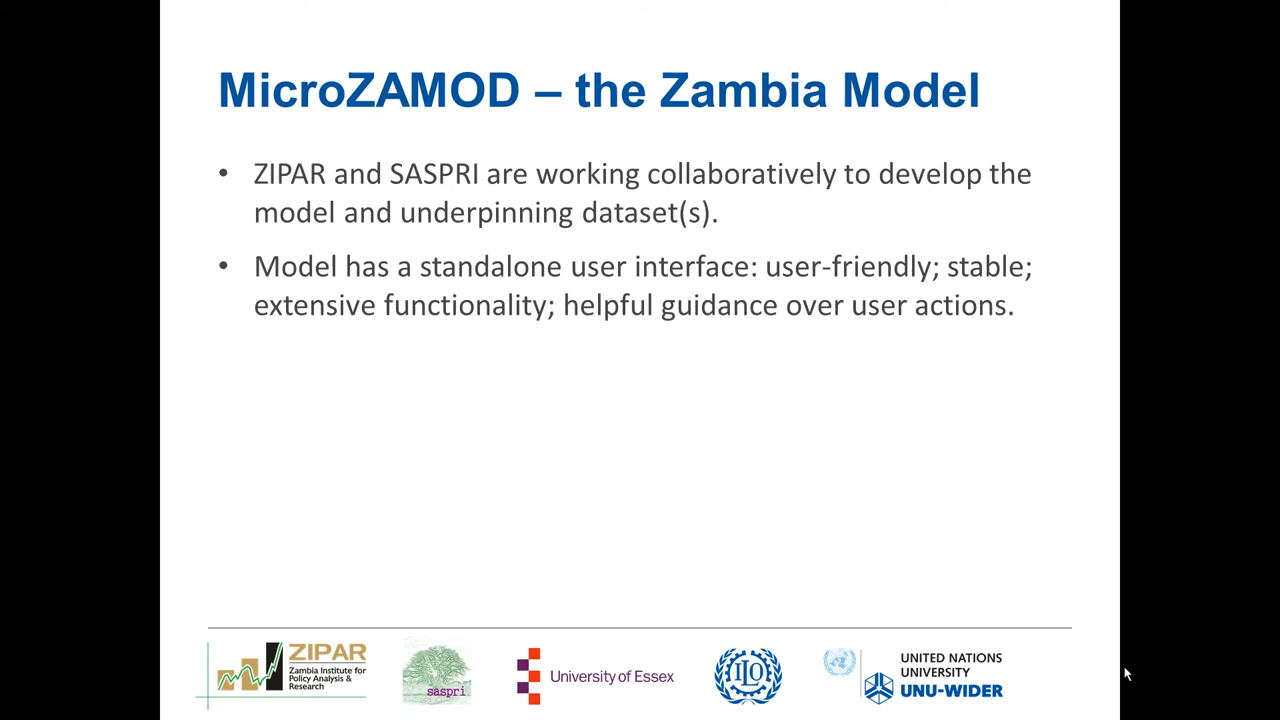 MicroZAMOD – the Zambia Model
• ZIPAR and SASPRI are working collaboratively to develop the
model and underpinning dataset(s).
• Model has a standalone user interface: user-friendly; stable;
extensive functionality; helpful guidance over user actions.
ZIPAR
Zambia Institute for
Policy Analysis &
Research
saspri
University of Essex
ILO
UNITED NATIONS
UNIVERSITY
UNU-WIDER